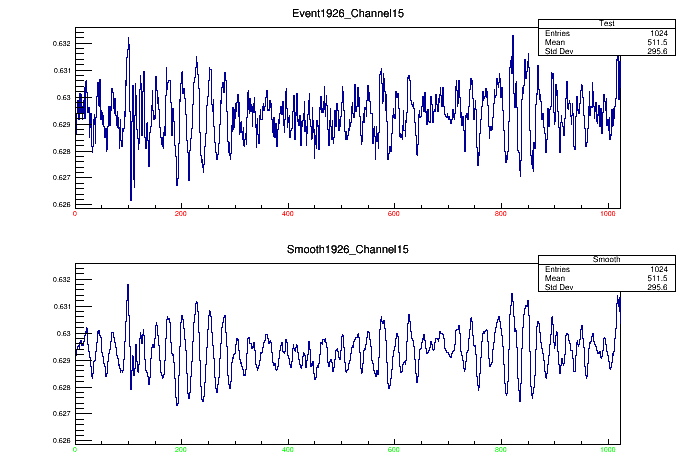 Event1926_Channel15
Test
Entries 1024
Mean 511.5
Std Dev 295.6
0.632
0.631
0.63
0.629
0.628
0.627
0.626
0 200 400 600 800 1000
Smooth1926_Channel15
Smooth
Entries 1024
Mean 511.5
Std Dev 295.6
0.632
0.631
0.63
0.629
0.628
0.627
0.626
0 200 400 600 800 1000